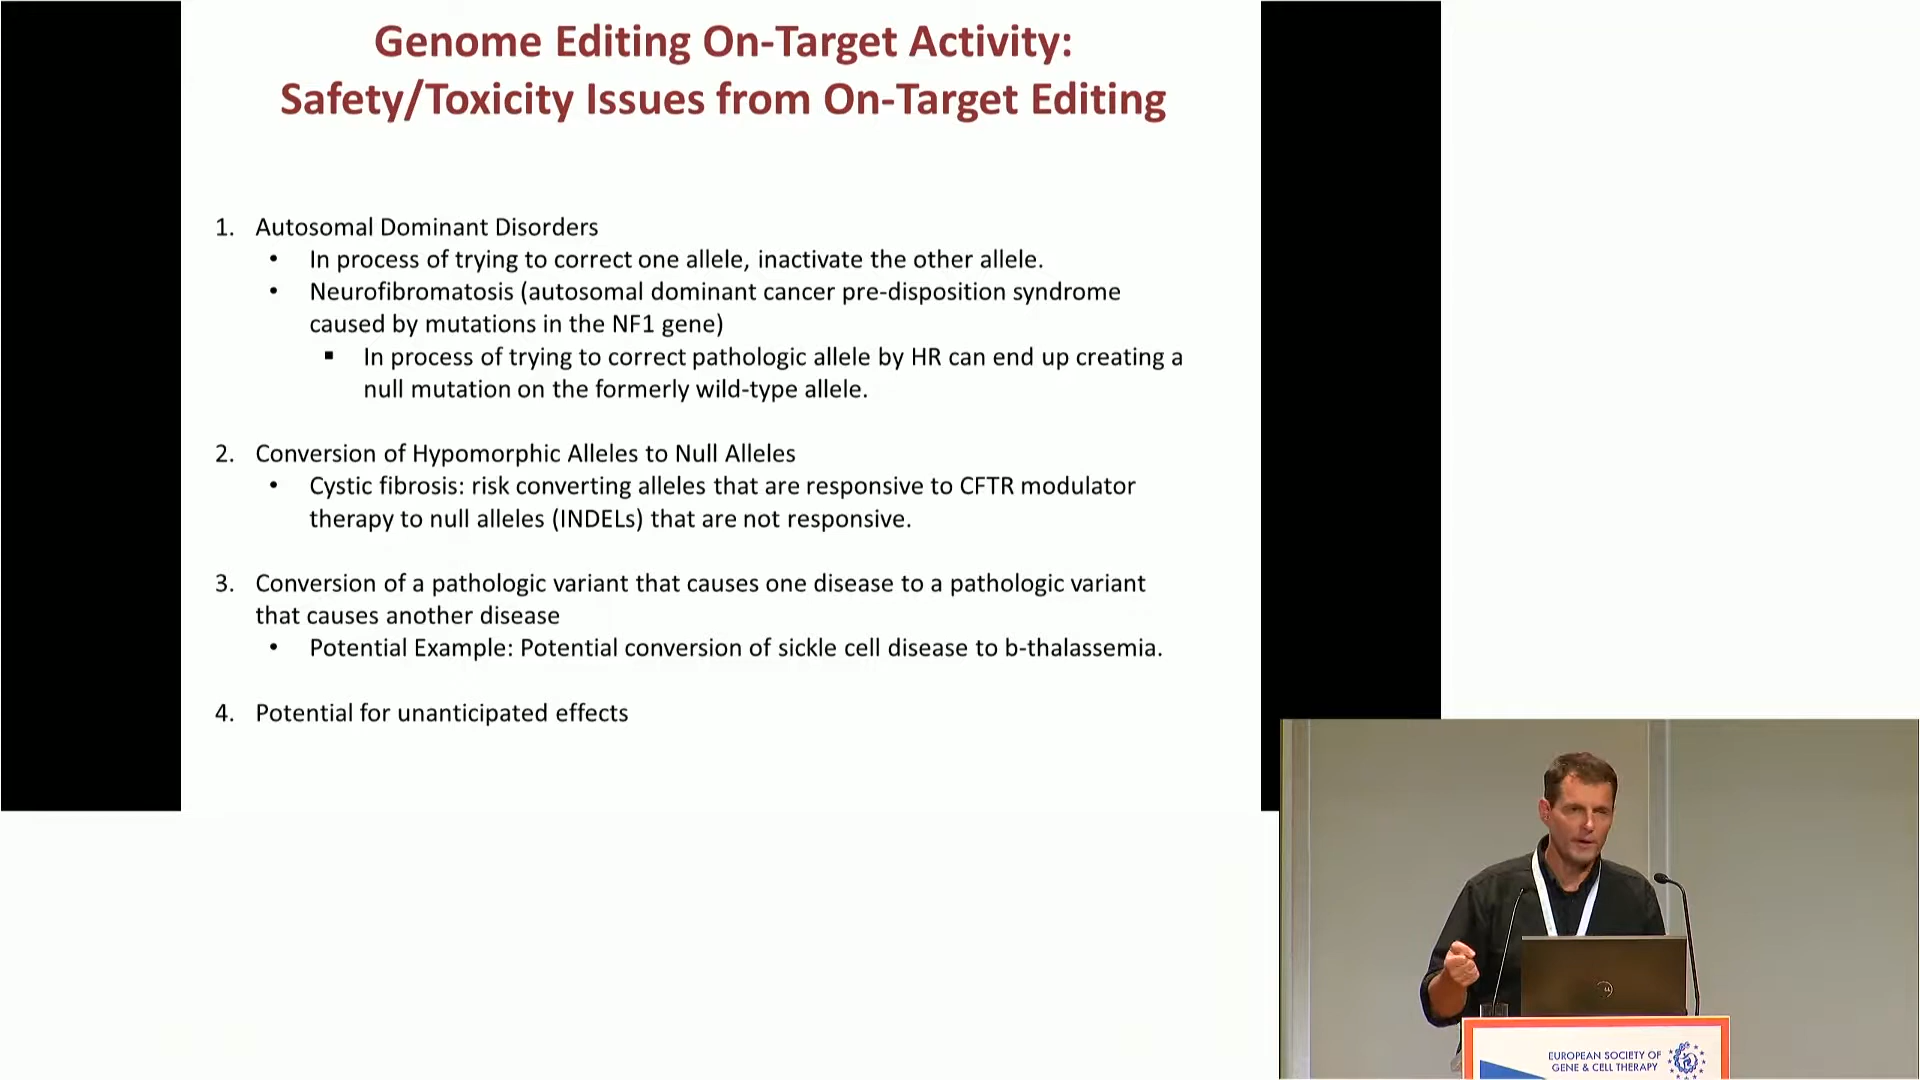 Genome Editing On-Target Activity:
Safety/Toxicity Issues from On-Target Editing
1. Autosomal Dominant Disorders
• In process of trying to correct one allele, inactivate the other allele.
• Neurofibromatosis (autosomal dominant cancer pre-disposition syndrome
caused by mutations in the NF1 gene)
▪ In process of trying to correct pathologic allele by HR can end up creating a
null mutation on the formerly wild-type allele.
2. Conversion of Hypomorphic Alleles to Null Alleles
• Cystic fibrosis: risk converting alleles that are responsive to CFTR modulator
therapy to null alleles (INDELs) that are not responsive.
3. Conversion of a pathologic variant that causes one disease to a pathologic variant
that causes another disease
• Potential Example: Potential conversion of sickle cell disease to b-thalassemia.
4. Potential for unanticipated effects
EUROPEAN SOCIETY OF
GENE & CELL THERAPY